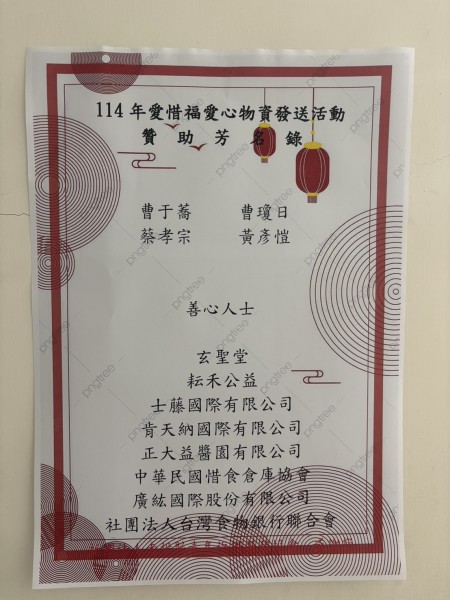 114年愛惜福愛心物資發送活動
贊助芳名錄
曹于蕎 曹瓊日
蔡孝宗 黃彥愷
善心人士
玄聖堂
耘禾公益
士藤國際有限公司
肯天納國際有限公司
正大益醬園有限公司
中華民國惜食倉庫協會
廣紘國際股份有限公司
社團法人台灣食物銀行聯合會
pngtree